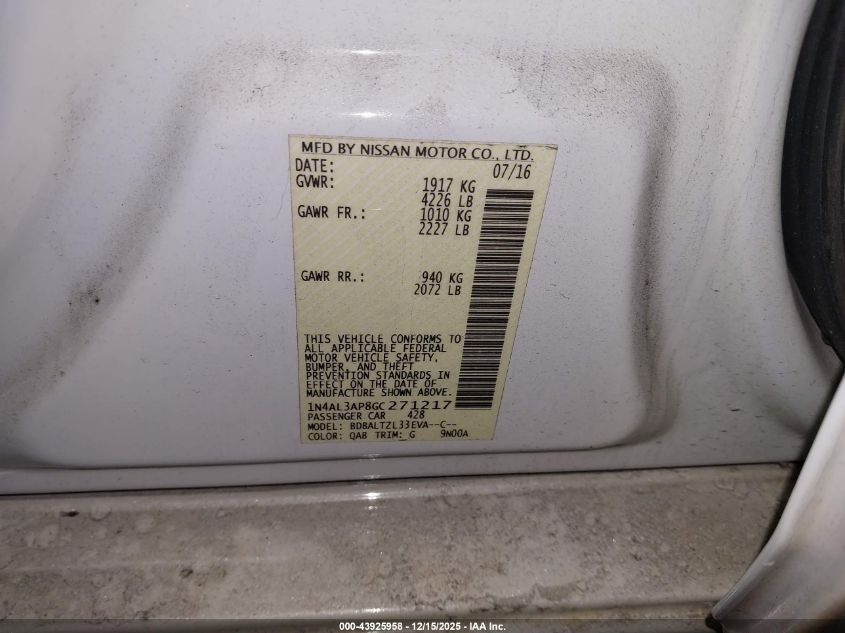 MFD BY NISSAN MOTOR CO., LTD.
DATE: 07/16
GVWR: 1917 KG
4226 LB
GAWR FR.: 1010 KG
2227 LB
GAWR RR.: 940 KG
2072 LB
THIS VEHICLE CONFORMS TO
ALL APPLICABLE FEDERAL
MOTOR VEHICLE SAFETY,
BUMPER, AND THEFT
PREVENTION STANDARDS IN
EFFECT ON THE DATE OF
MANUFACTURE SHOWN ABOVE.
1N4AL3AP8GC271217
PASSENGER CAR 428
MODEL: BDBALTZL33EVA--C--
COLOR: QAB TRIM: G 9N00A
000-43925958 - 12/15/2025 - IAA Inc.